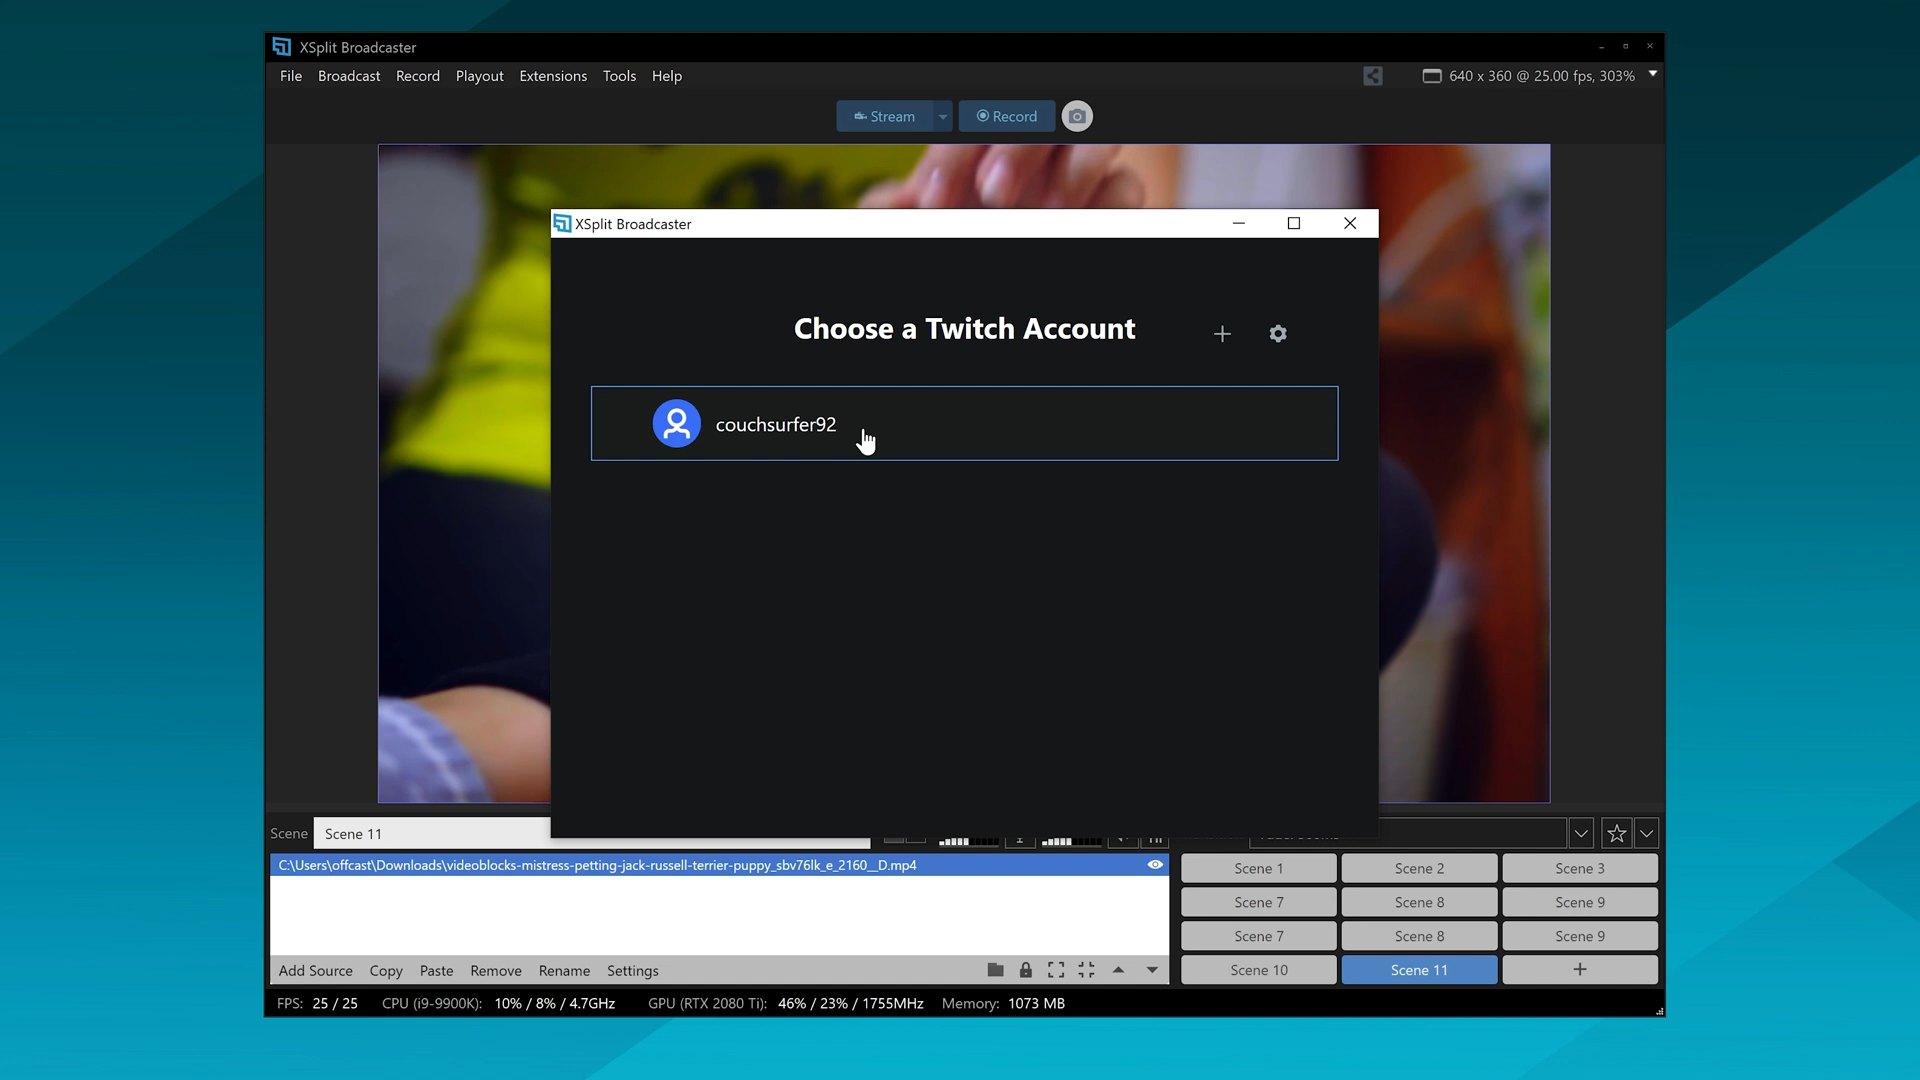 XSplit Broadcaster
File Broadcast Record Playout Extensions Tools Help
640 x 360 @ 25.00 fps, 303%
Stream Record
XSplit Broadcaster
Choose a Twitch Account
couchsurfer92
Scene Scene 11
C:\Users\offcast\Downloads\videoblocks-mistress-petting-jack-russell-terrier-puppy_sbv76lk_e_2160__D.mp4
Scene 1 Scene 2 Scene 3
Scene 7 Scene 8 Scene 9
Scene 7 Scene 8 Scene 9
Scene 10 Scene 11 +
Add Source Copy Paste Remove Rename Settings
FPS: 25 / 25 CPU (i9-9900K): 10% / 8% / 4.7GHz GPU (RTX 2080 Ti): 46% / 23% / 1755MHz Memory: 1073 MB